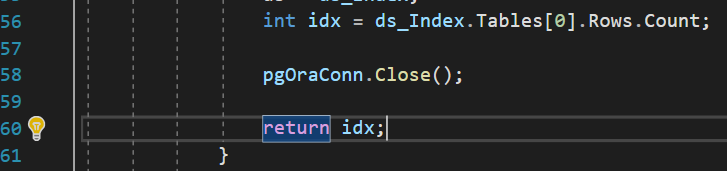 56 int idx = ds_Index.Tables[0].Rows.Count;
57
58 pgOraConn.Close();
59
60 return idx;
61 }